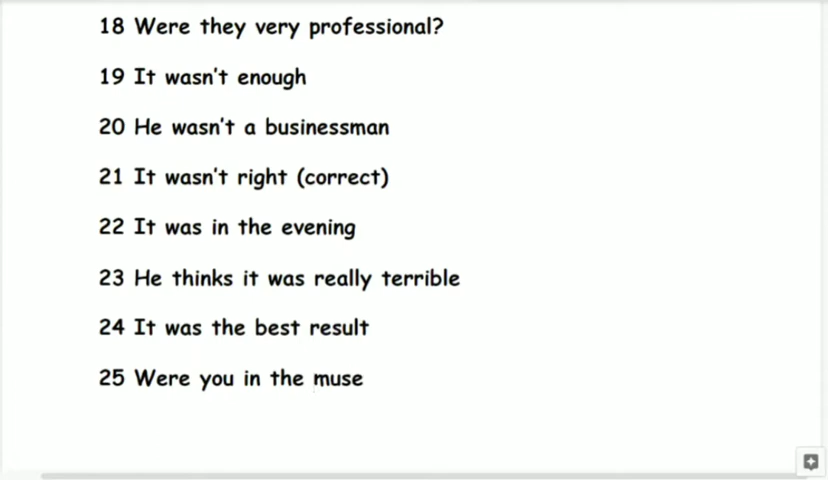 18 Were they very professional?
19 It wasn't enough
20 He wasn't a businessman
21 It wasn't right (correct)
22 It was in the evening
23 He thinks it was really terrible
24 It was the best result
25 Were you in the muse